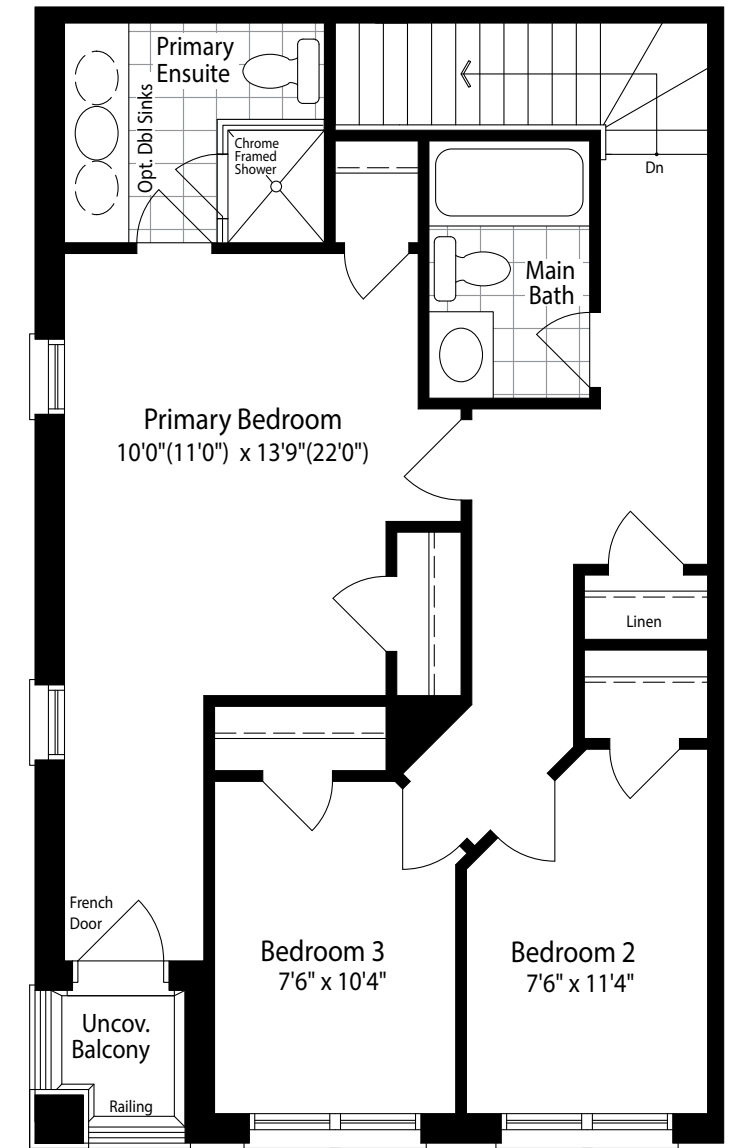 Primary
Ensuite
Opt. Dbl Sinks
Chrome
Framed
Shower
Dn
Main
Bath
Primary Bedroom
10'0"(11'0") x 13'9"(22'0")
Linen
French
Door
Bedroom 3
7'6" x 10'4"
Bedroom 2
7'6" x 11'4"
Uncov.
Balcony
Railing